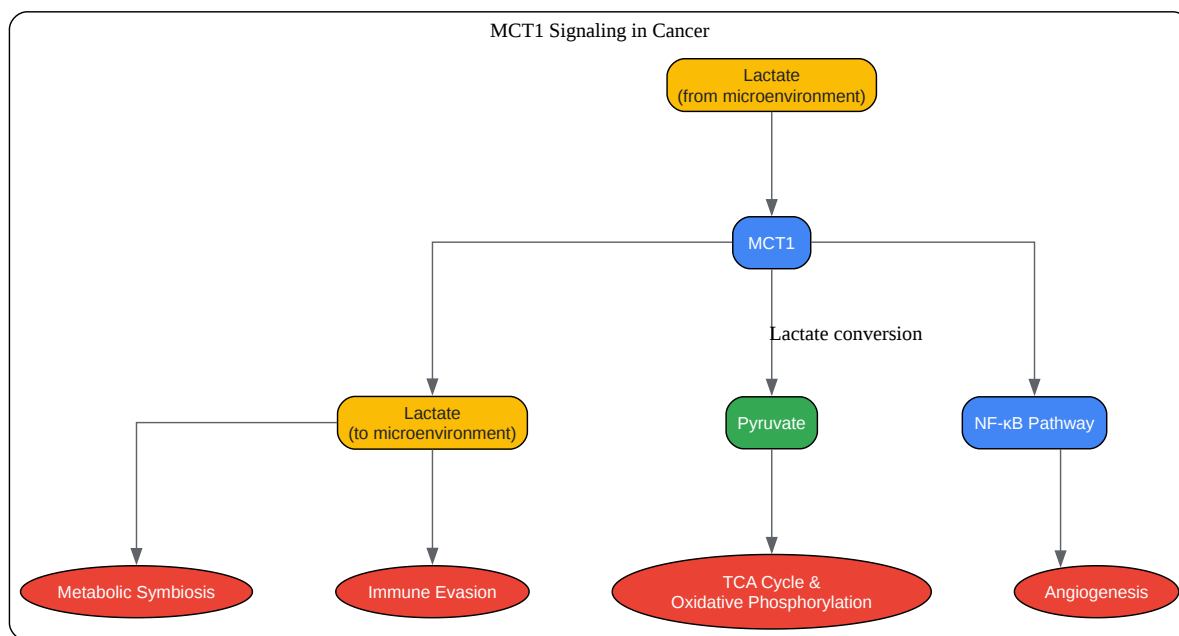 MCT1 Signaling in Cancer
Lactate
(from microenvironment)
MCT1
Lactate conversion
Lactate
(to microenvironment)
Pyruvate
NF-κB Pathway
Metabolic Symbiosis
Immune Evasion
TCA Cycle &
Oxidative Phosphorylation
Angiogenesis